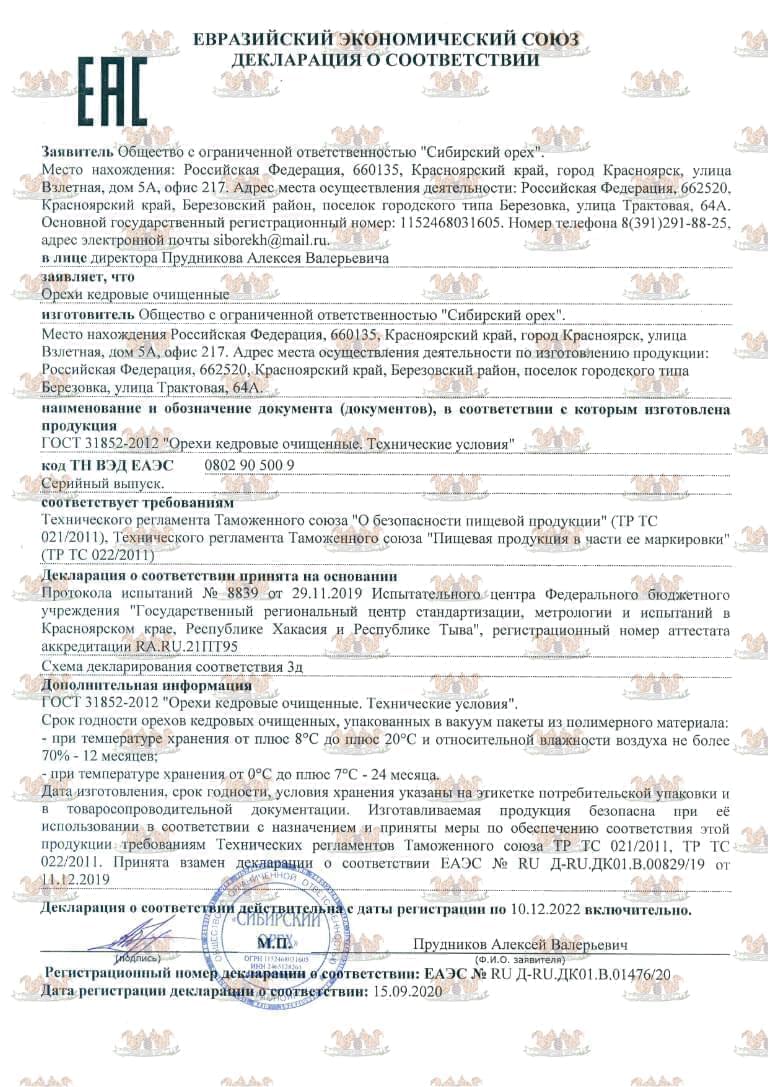 ЕВРАЗИЙСКИЙ ЭКОНОМИЧЕСКИЙ СОЮЗ
ДЕКЛАРАЦИЯ О СООТВЕТСТВИИ
EAC
Заявитель Общество с ограниченной ответственностью "Сибирский орех".
Место нахождения: Российская Федерация, 660135, Красноярский край, город Красноярск, улица
Взлетная, дом 5А, офис 217. Адрес места осуществления деятельности: Российская Федерация, 662520,
Красноярский край, Березовский район, поселок городского типа Березовка, улица Трактовая, 64А.
Основной государственный регистрационный номер: 1152468031605. Номер телефона 8(391)291-88-25,
адрес электронной почты siborekh@mail.ru.
в лице директора Прудникова Алексея Валерьевича
заявляет, что
Орехи кедровые очищенные
изготовитель Общество с ограниченной ответственностью "Сибирский орех".
Место нахождения Российская Федерация, 660135, Красноярский край, город Красноярск, улица
Взлетная, дом 5А, офис 217. Адрес места осуществления деятельности по изготовлению продукции:
Российская Федерация, 662520, Красноярский край, Березовский район, поселок городского типа
Березовка, улица Трактовая, 64А.
наименование и обозначение документа (документов), в соответствии с которым изготовлена
продукция
ГОСТ 31852-2012 "Орехи кедровые очищенные. Технические условия"
код ТН ВЭД ЕАЭС 0802 90 500 9
Серийный выпуск.
соответствует требованиям
Технического регламента Таможенного союза "О безопасности пищевой продукции" (ТР ТС
021/2011), Технического регламента Таможенного союза "Пищевая продукция в части ее маркировки"
(ТР ТС 022/2011)
Декларация о соответствии принята на основании
Протокола испытаний № 8839 от 29.11.2019 Испытательного центра Федерального бюджетного
учреждения "Государственный региональный центр стандартизации, метрологии и испытаний в
Красноярском крае, Республике Хакасия и Республике Тыва", регистрационный номер аттестата
аккредитации RA.RU.21ПТ95
Схема декларирования соответствия 3д
Дополнительная информация
ГОСТ 31852-2012 "Орехи кедровые очищенные. Технические условия".
Срок годности орехов кедровых очищенных, упакованных в вакуум пакеты из полимерного материала:
- при температуре хранения от плюс 8°С до плюс 20°С и относительной влажности воздуха не более
70% - 12 месяцев;
- при температуре хранения от 0°С до плюс 7°С - 24 месяца.
Дата изготовления, срок годности, условия хранения указаны на этикетке потребительской упаковки и
в товаросопроводительной документации. Изготавливаемая продукция безопасна при её
использовании в соответствии с назначением и приняты меры по обеспечению соответствия этой
продукции требованиям Технических регламентов Таможенного союза ТР ТС 021/2011, ТР ТС
022/2011. Принята взамен декларации о соответствии ЕАЭС № RU Д-RU.ДК01.В.00829/19 от
11.12.2019
Декларация о соответствии действительна с даты регистрации по 10.12.2022 включительно.
«СИБИРСКИЙ
ОРЕХ»
М.П.
ОГРН 1152468031605
Прудников Алексей Валерьевич
(подпись)
(Ф.И.О. заявителя)
Регистрационный номер декларации о соответствии: ЕАЭС № RU Д-RU.ДК01.В.01476/20
Дата регистрации декларации о соответствии: 15.09.2020